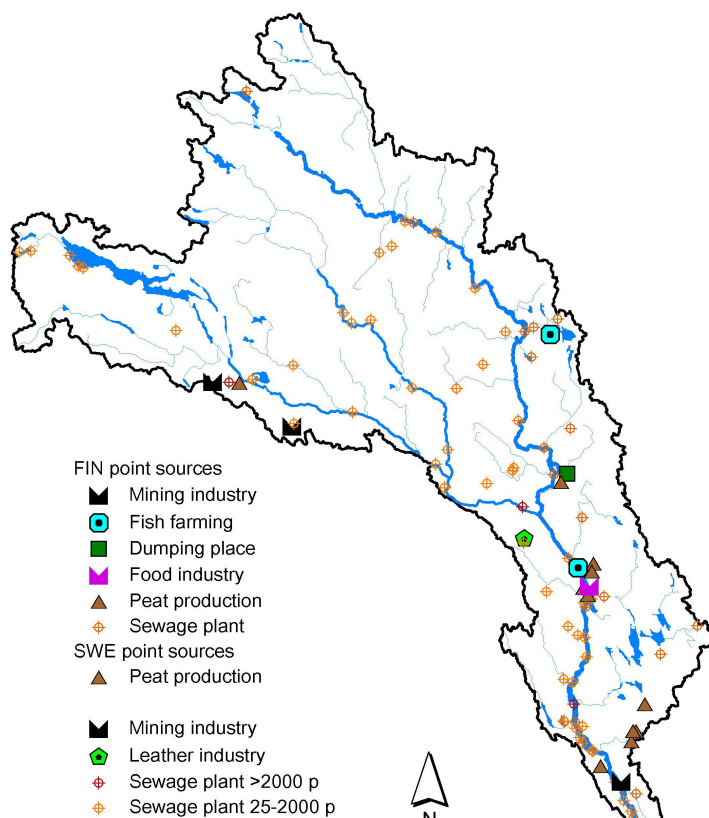 FIN point sources
Mining industry
Fish farming
Dumping place
Food industry
Peat production
Sewage plant
SWE point sources
Peat production
Mining industry
Leather industry
Sewage plant >2000 p
Sewage plant 25-2000 p
N